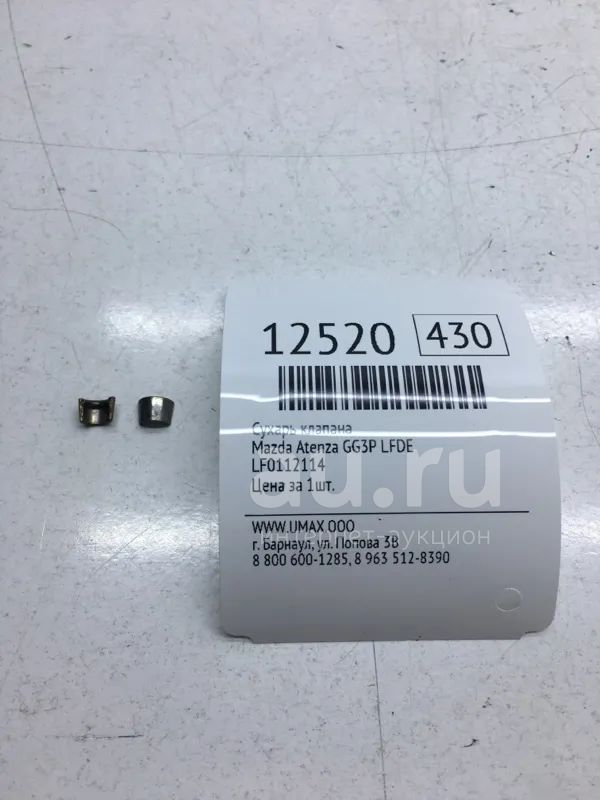 12520 430
Сухарь клапана
Mazda Atenza GG3P LFDE
LF0112114
Цена за 1шт.
au.ru
интернет-аукцион
WWW.UMAX OOO
г. Барнаул, ул. Попова 3В
8 800 600-1285, 8 963 512-8390